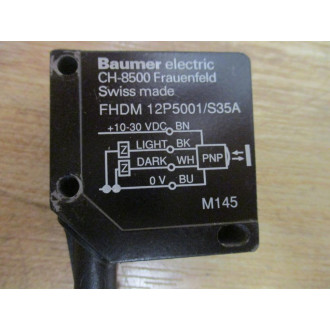 Baumer electric
CH-8500 Frauenfeld
Swiss made
FHDM 12P5001/S35A
+10-30 VDC BN
Z LIGHT BK
Z DARK WH PNP
0 V BU
M145